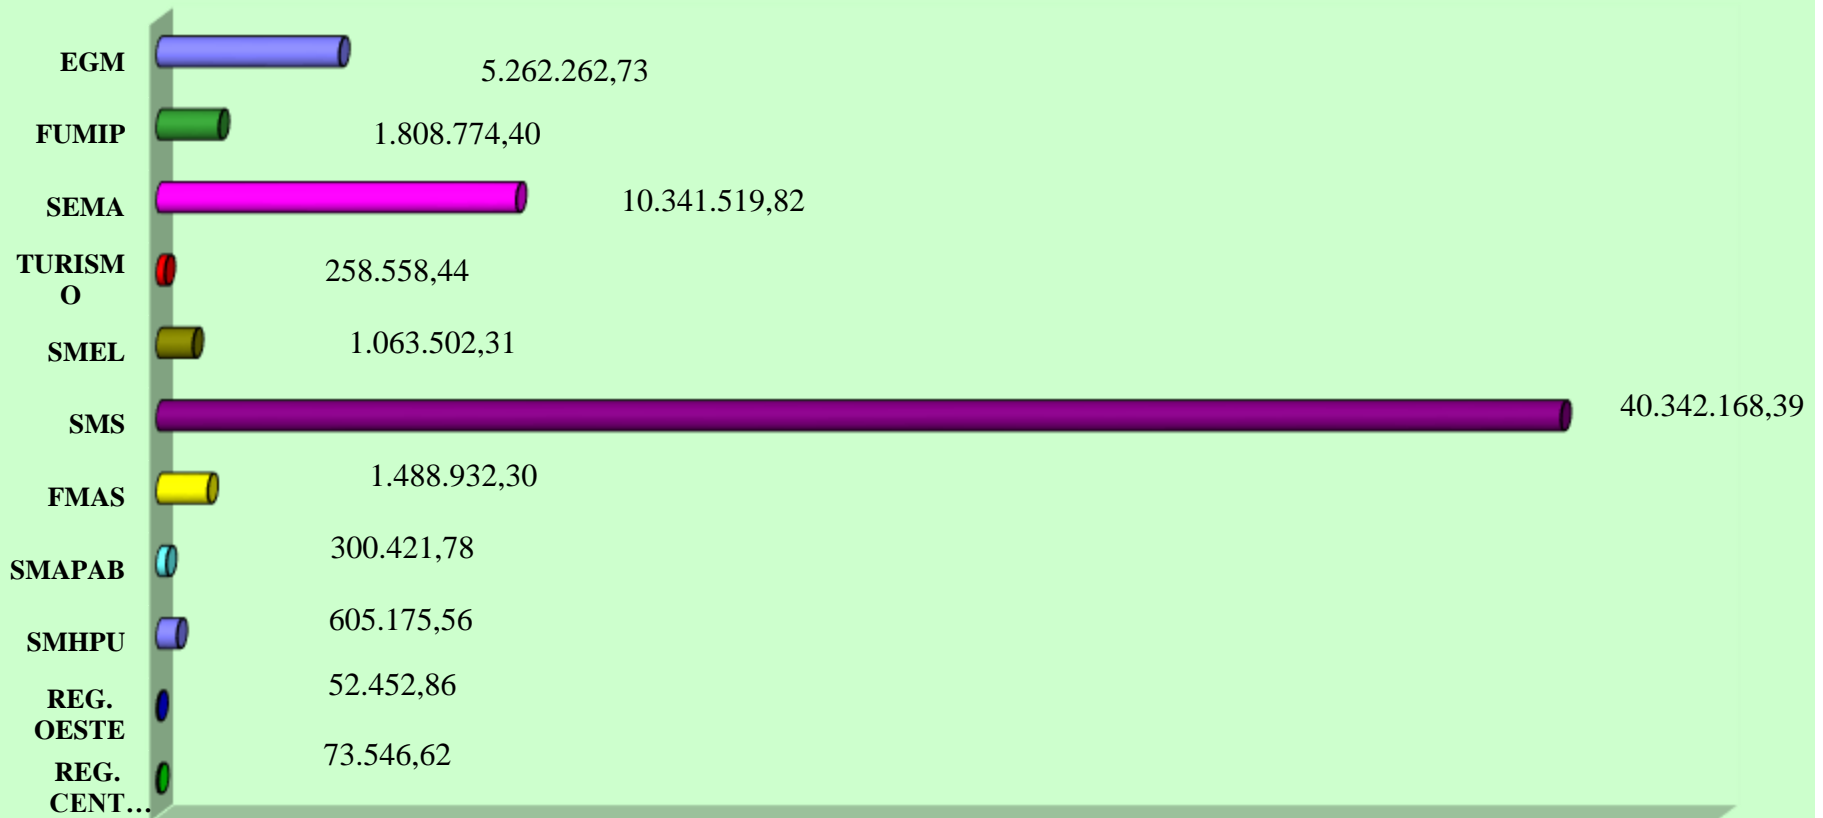 EGM
5.262.262,73
FUMIP
1.808.774,40
SEMA
10.341.519,82
TURISM
O
258.558,44
SMEL
1.063.502,31
SMS
40.342.168,39
FMAS
1.488.932,30
SMAPAB
300.421,78
SMHPU
605.175,56
REG.
OESTE
52.452,86
REG.
CENT...
73.546,62